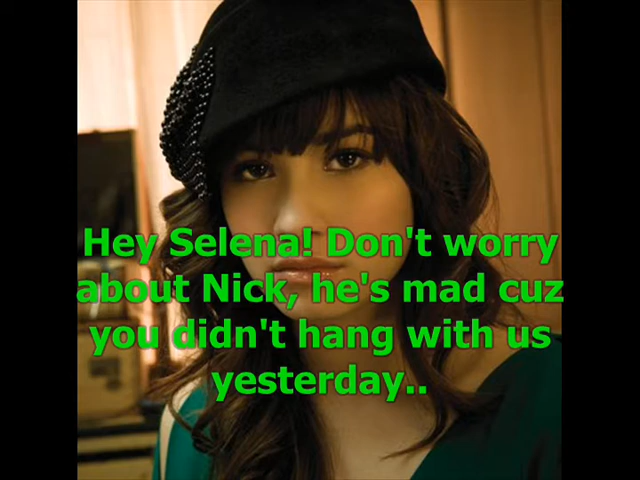 Hey Selena! Don't worry
about Nick, he's mad cuz
you didn't hang with us
yesterday..